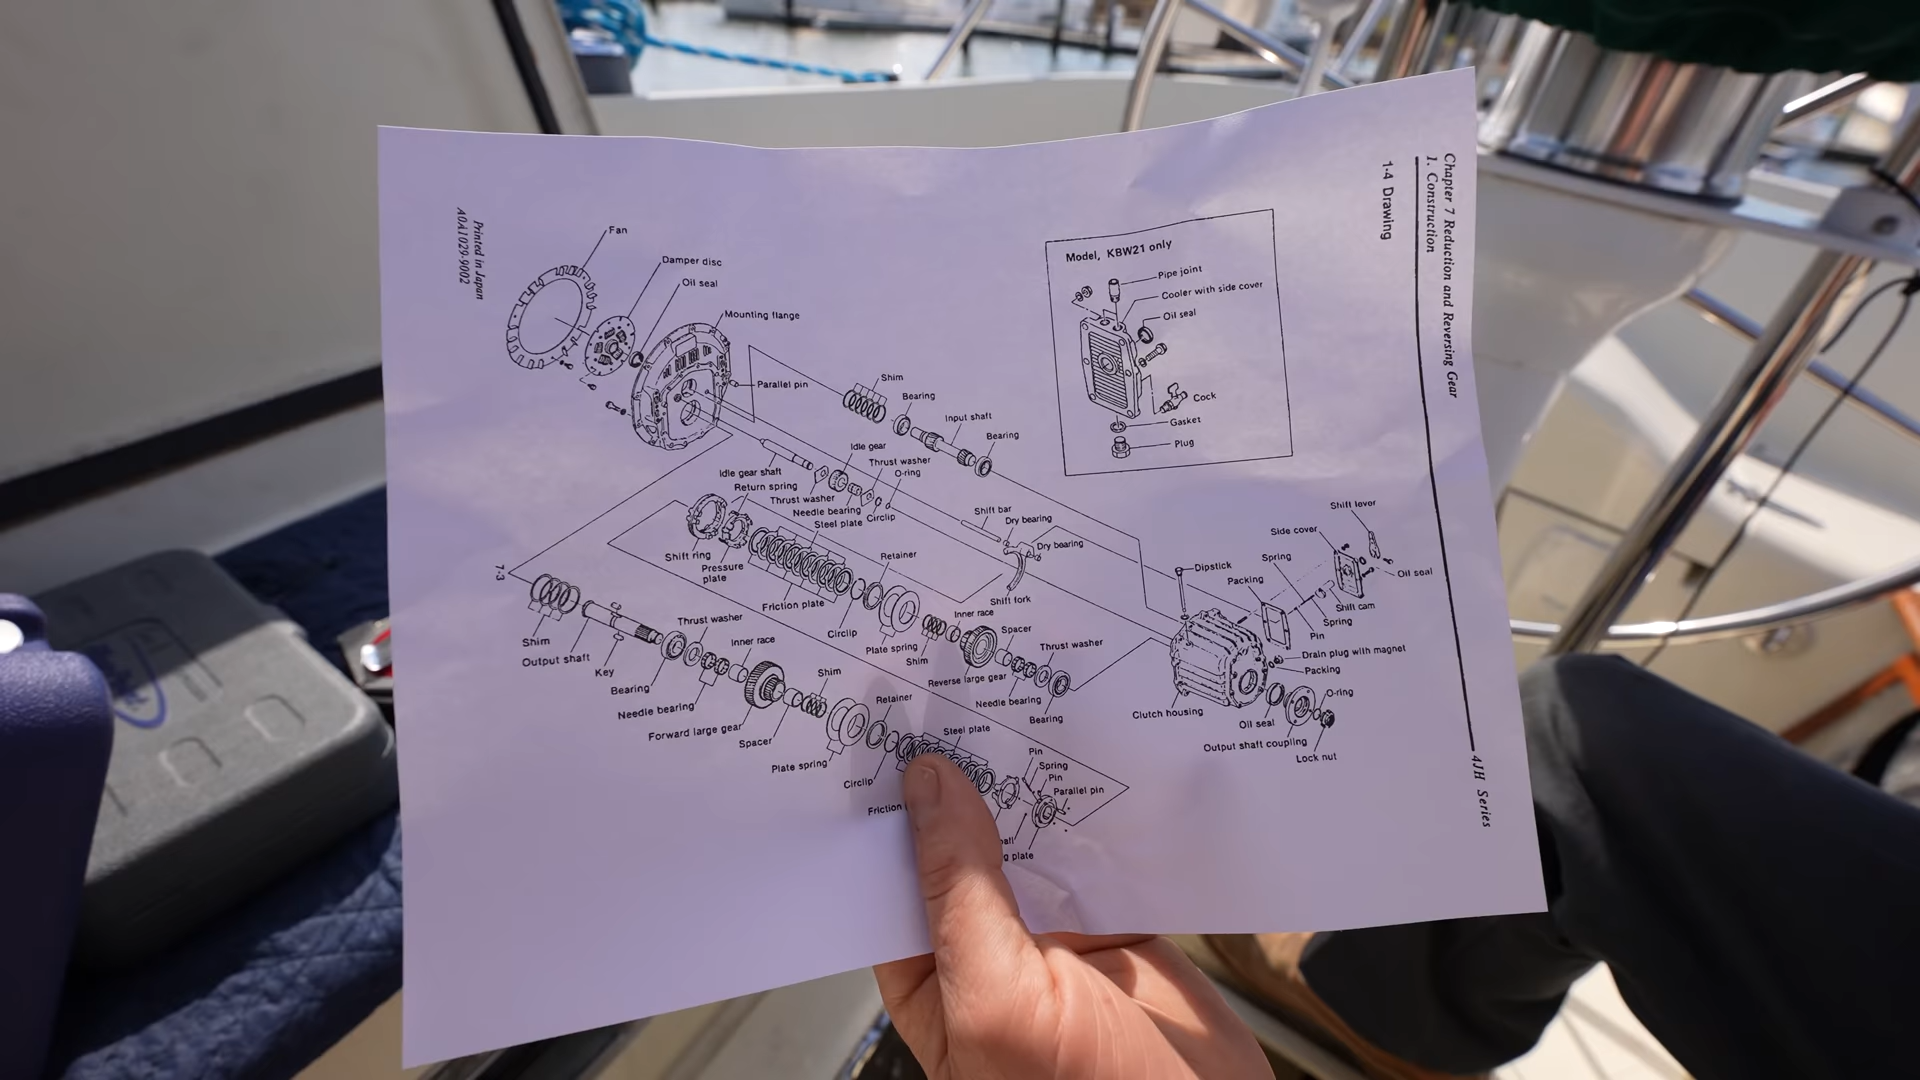 Chapter 7 Reduction and Reversing Gear
1. Construction
4JH Series
1-4 Drawing
Model, KBW21 only
Pipe joint
Cooler with side cover
Oil seal
Cock
Gasket
Plug
Fan
Damper disc
Oil seal
Mounting flange
Parallel pin
Shim
Bearing
Input shaft
Bearing
Idle gear
Thrust washer
O-ring
Idle gear shaft
Return spring
Thrust washer
Needle bearing
Circlip
Steel plate
Shift bar
Dry bearing
Dry bearing
Shift ring
Pressure
plate
Friction plate
Retainer
Circlip
Shift fork
Plate spring
Shim
Inner race
Spacer
Thrust washer
Reverse large gear
Needle bearing
Bearing
Shift lever
Side cover
Spring
Oil seal
Dipstick
Packing
Shift cam
Spring
Pin
Drain plug with magnet
Packing
O-ring
Clutch housing
Oil seal
Output shaft coupling
Lock nut
Shim
Output shaft
Key
Thrust washer
Inner race
Bearing
Needle bearing
Forward large gear
Spacer
Shim
Plate spring
Retainer
Circlip
Steel plate
Friction
Pin
Spring
Pin
Parallel pin
plate
7-3
Printed in Japan
A0A1029-9002